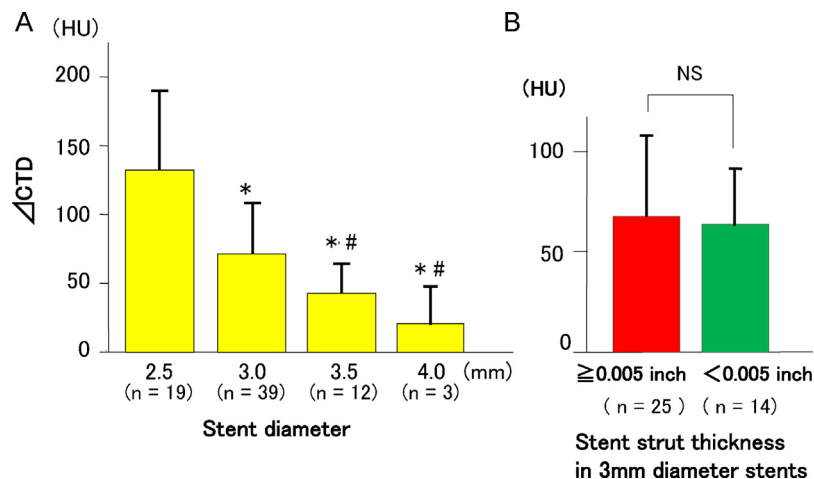 A
(HU)
200
150
100
50
0
⊿CTD
*
*· #
* #
2.5 3.0 3.5 4.0 (mm)
(n = 19) (n = 39) (n = 12) (n = 3)
Stent diameter
B
(HU)
NS
100
50
0
≧0.005 inch <0.005 inch
( n = 25 ) ( n = 14)
Stent strut thickness
in 3mm diameter stents